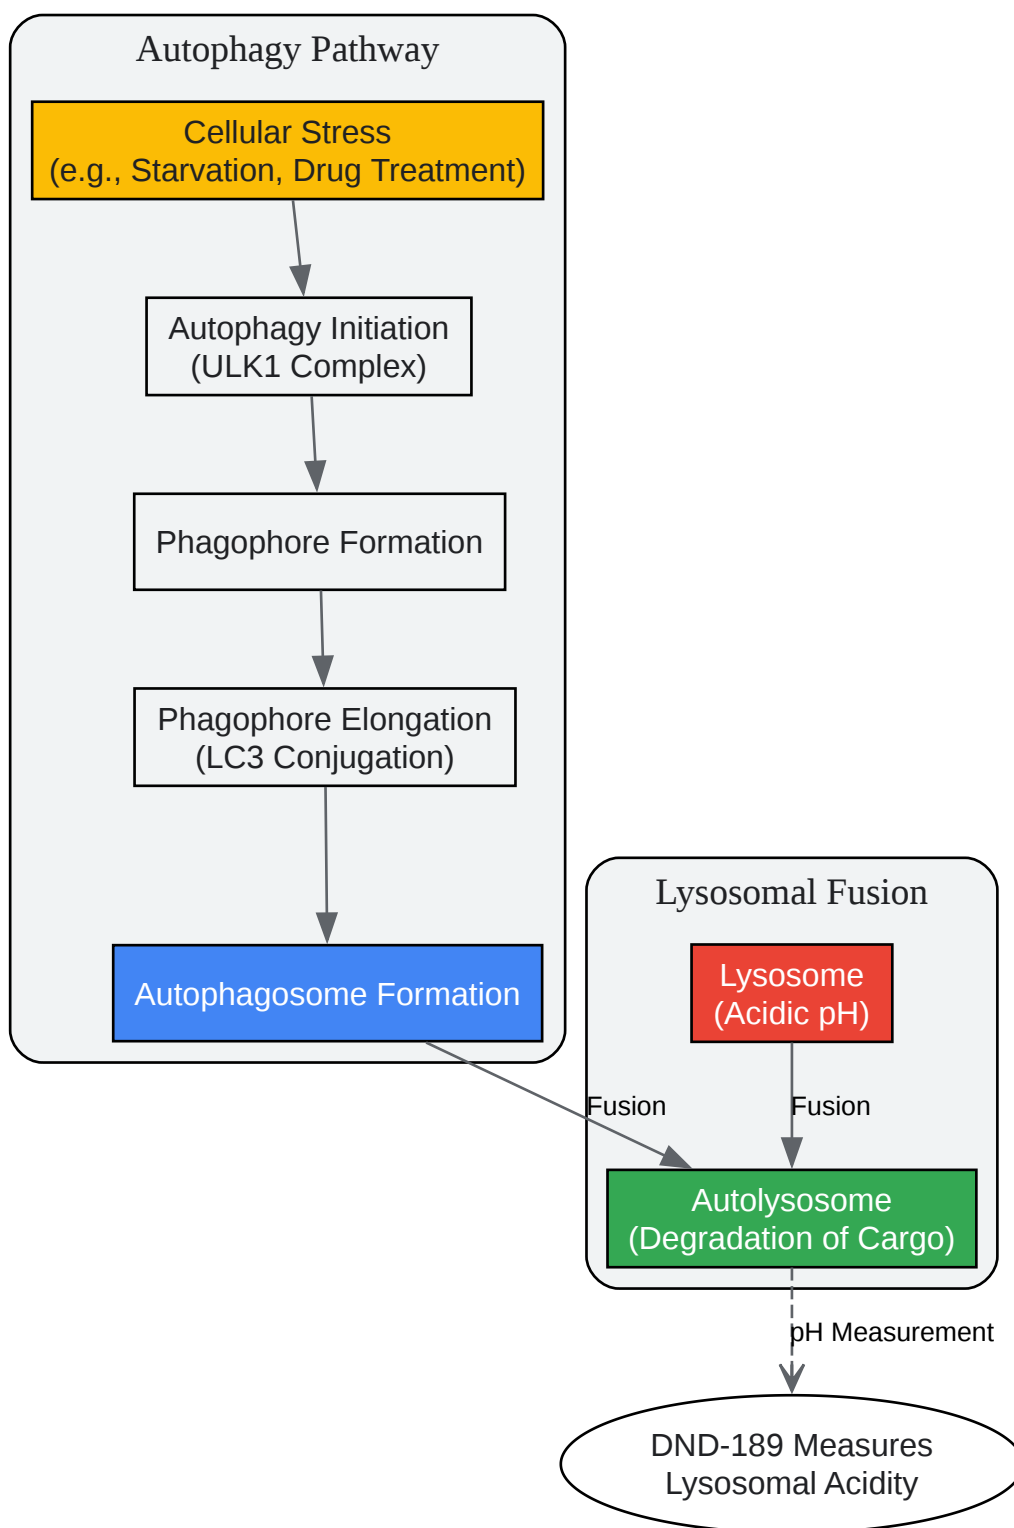 Autophagy Pathway
Cellular Stress
(e.g., Starvation, Drug Treatment)
Autophagy Initiation
(ULK1 Complex)
Phagophore Formation
Phagophore Elongation
(LC3 Conjugation)
Autophagosome Formation
Lysosomal Fusion
Lysosome
(Acidic pH)
Fusion
Fusion
Autolysosome
(Degradation of Cargo)
pH Measurement
DND-189 Measures
Lysosomal Acidity